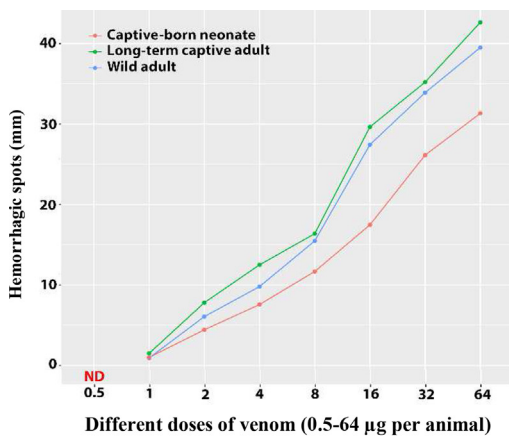 Captive-born neonate
Long-term captive adult
Wild adult
Hemorrhagic spots (mm)
40
30
20
10
0
ND
0.5 1 2 4 8 16 32 64
Different doses of venom (0.5-64 µg per animal)